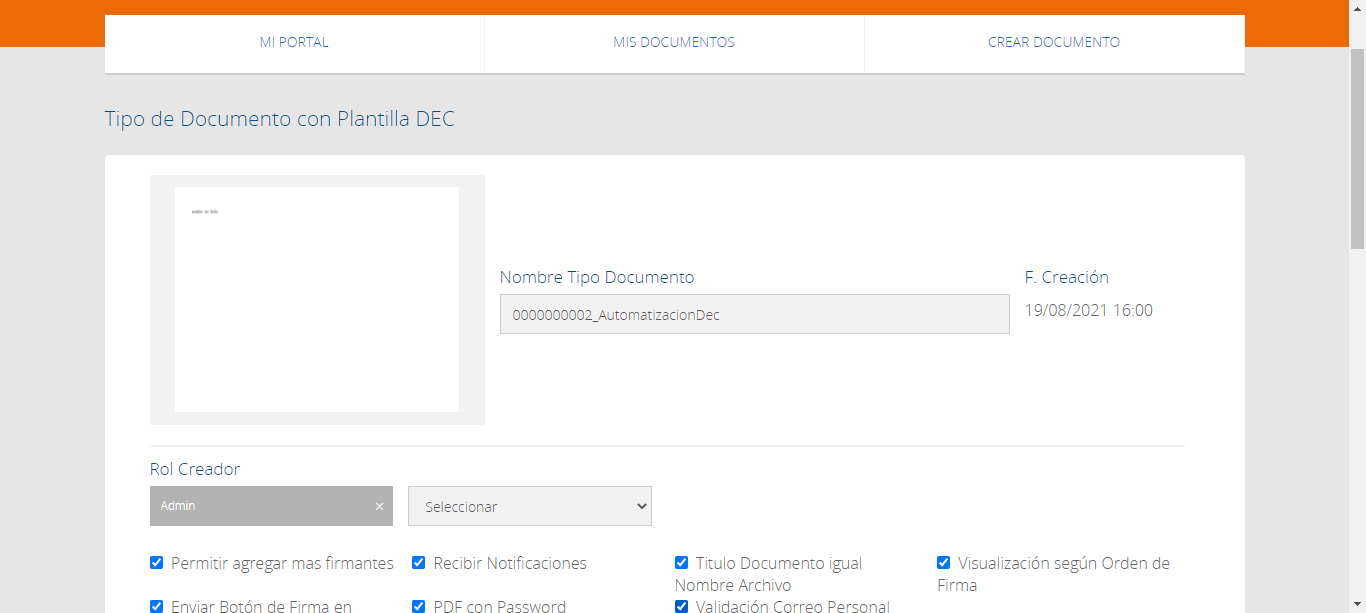 MI PORTAL
MIS DOCUMENTOS
CREAR DOCUMENTO
Tipo de Documento con Plantilla DEC
Nombre Tipo Documento
0000000002_AutomatizacionDec
F. Creación
19/08/2021 16:00
Rol Creador
Admin ×
Seleccionar
Permitir agregar mas firmantes
Recibir Notificaciones
Titulo Documento igual
Nombre Archivo
Visualización según Orden de
Firma
Enviar Botón de Firma en
PDF con Password
Validación Correo Personal